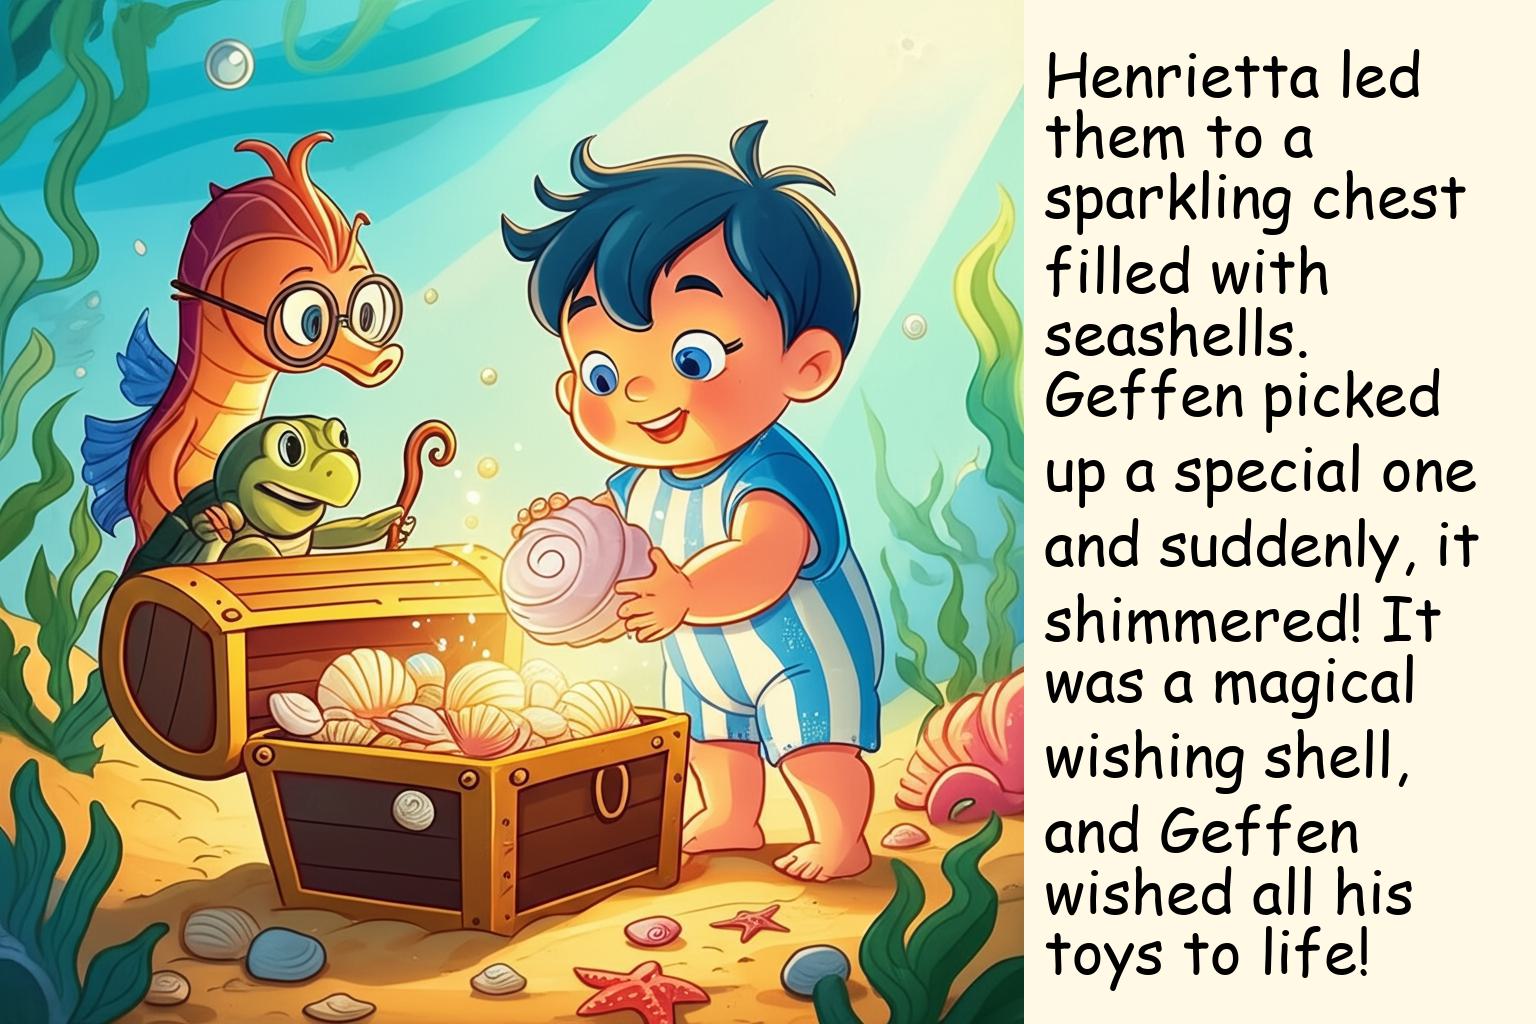 Henrietta led
them to a
sparkling chest
filled with
seashells.
Geffen picked
up a special one
and suddenly, it
shimmered! It
was a magical
wishing shell,
and Geffen
wished all his
toys to life!